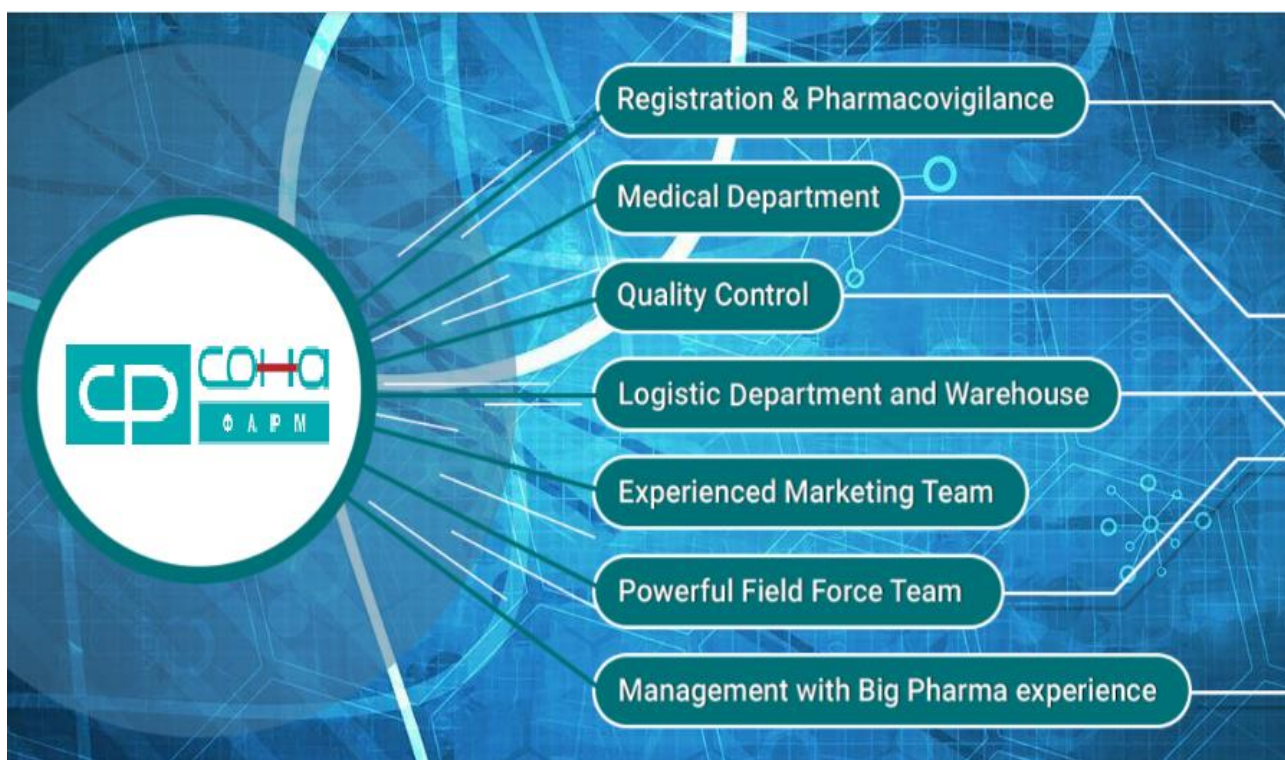 Registration & Pharmacovigilance
Medical Department
Quality Control
СОНа
ФАРМ
Logistic Department and Warehouse
Experienced Marketing Team
Powerful Field Force Team
Management with Big Pharma experience